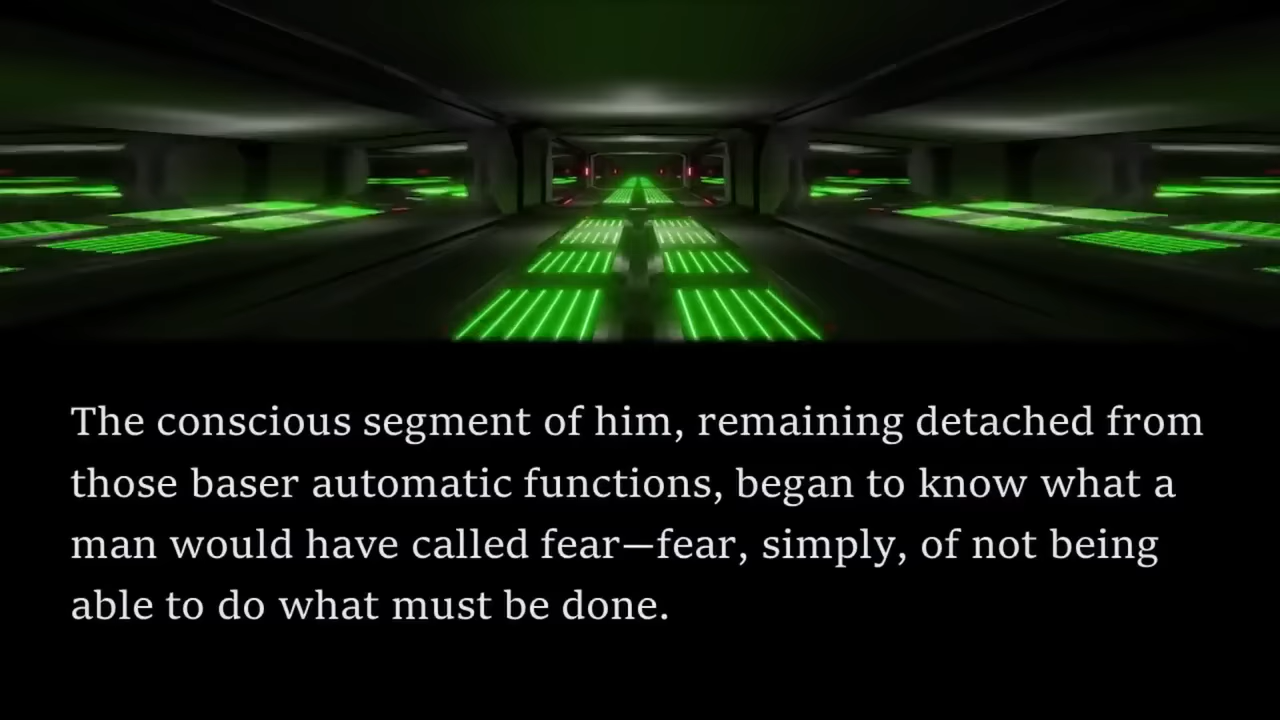 The conscious segment of him, remaining detached from
those baser automatic functions, began to know what a
man would have called fear—fear, simply, of not being
able to do what must be done.